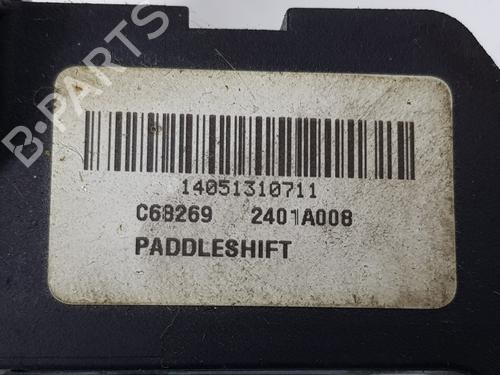 B-PARTS
14051310711
C68269 2401A008
PADDLESHIFT